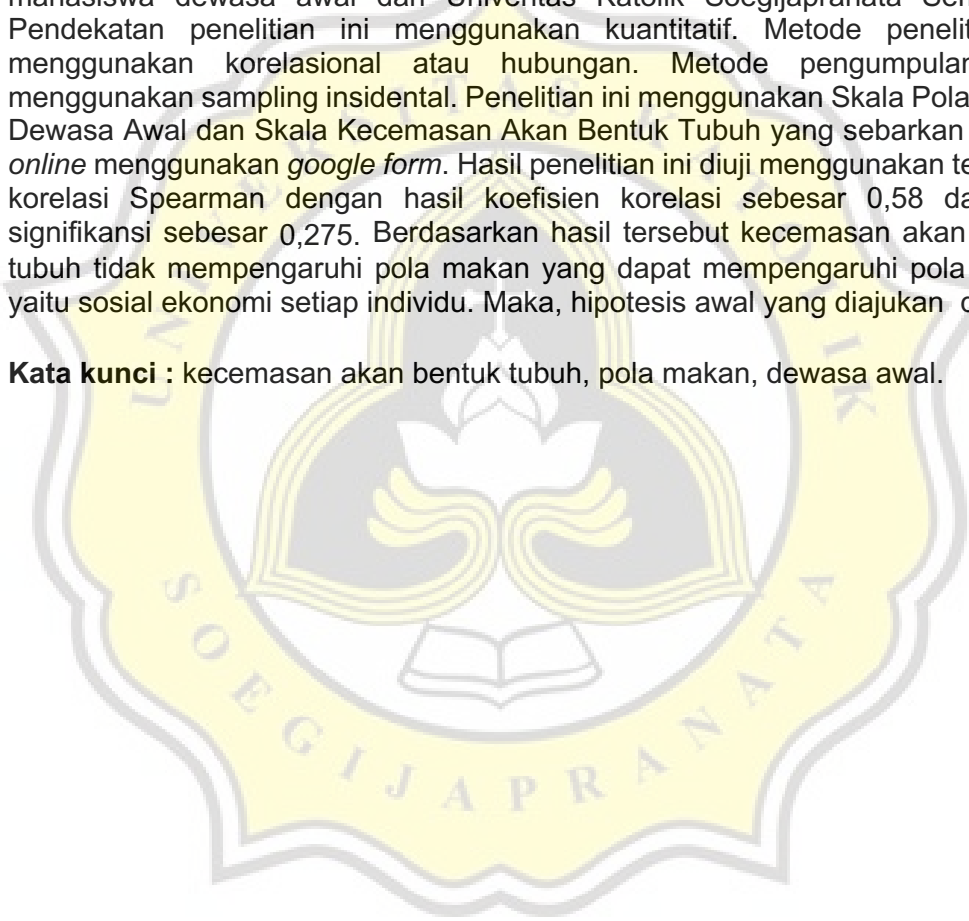 mahasiswa dewasa awal dari Univeritas Katolik Soegijapranata
Pendekatan penelitian ini menggunakan kuantitatif. Metode
menggunakan korelasional atau hubungan. Metode pengumpulan
menggunakan sampling insidental. Penelitian ini menggunakan Skala Pola
Dewasa Awal dan Skala Kecemasan Akan Bentuk Tubuh yang sebarkan
online menggunakan google form. Hasil penelitian ini diuji menggunakan
korelasi Spearman dengan hasil koefisien korelasi sebesar 0,58
signifikansi sebesar 0,275. Berdasarkan hasil tersebut kecemasan akan
tubuh tidak mempengaruhi pola makan yang dapat mempengaruhi pola
yaitu sosial ekonomi setiap individu. Maka, hipotesis awal yang diajukan
Kata kunci : kecemasan akan bentuk tubuh, pola makan, dewasa awal.
UNIVERSITAS KATOLIK
SOEGIJAPRANATA